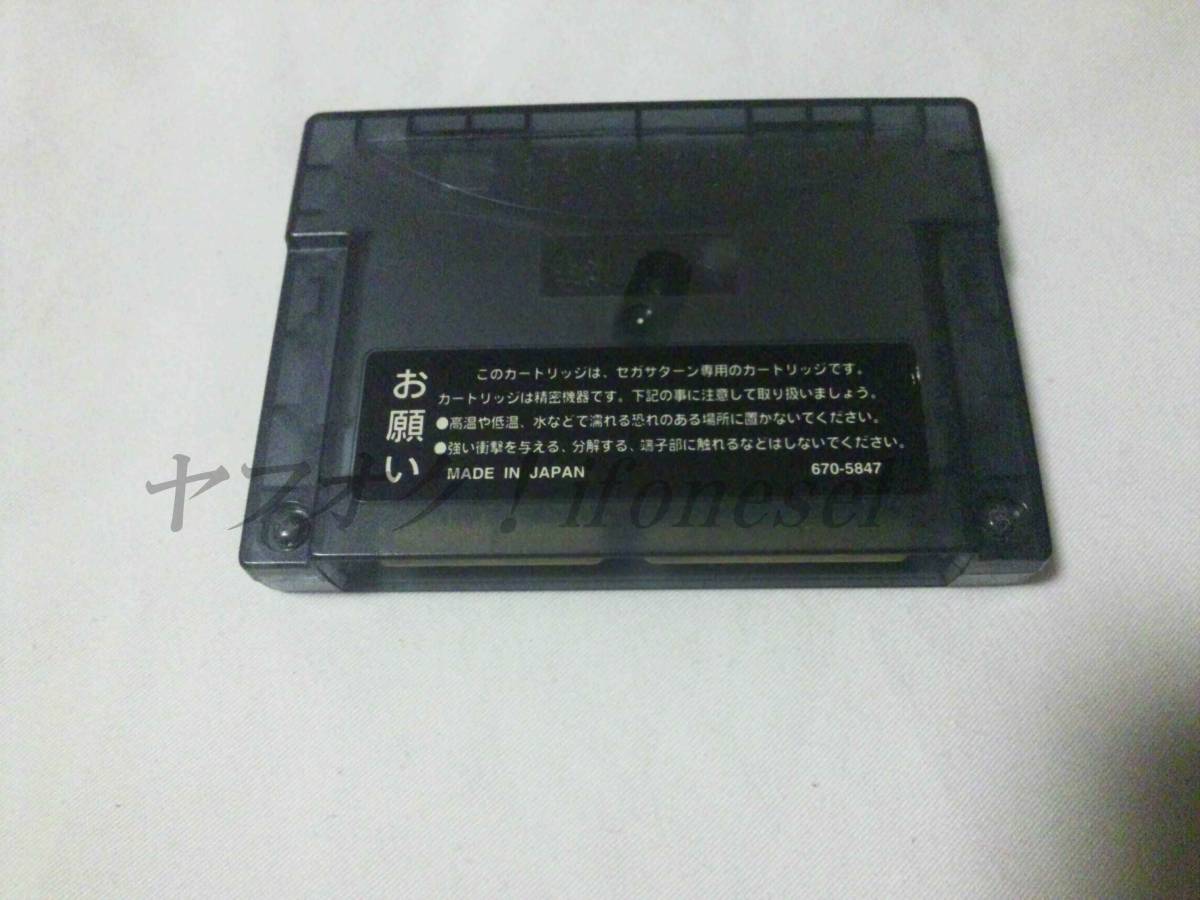 お願い
このカートリッジは、セガサターン専用のカートリッジです。
カートリッジは精密機器です。下記の事に注意して取り扱いましょう。
●高温や低温、水などで濡れる恐れのある場所に置かないでください。
●強い衝撃を与える、分解する、端子部に触れるなどはしないでください。
MADE IN JAPAN 670-5847
ヤフオク！ifonesel